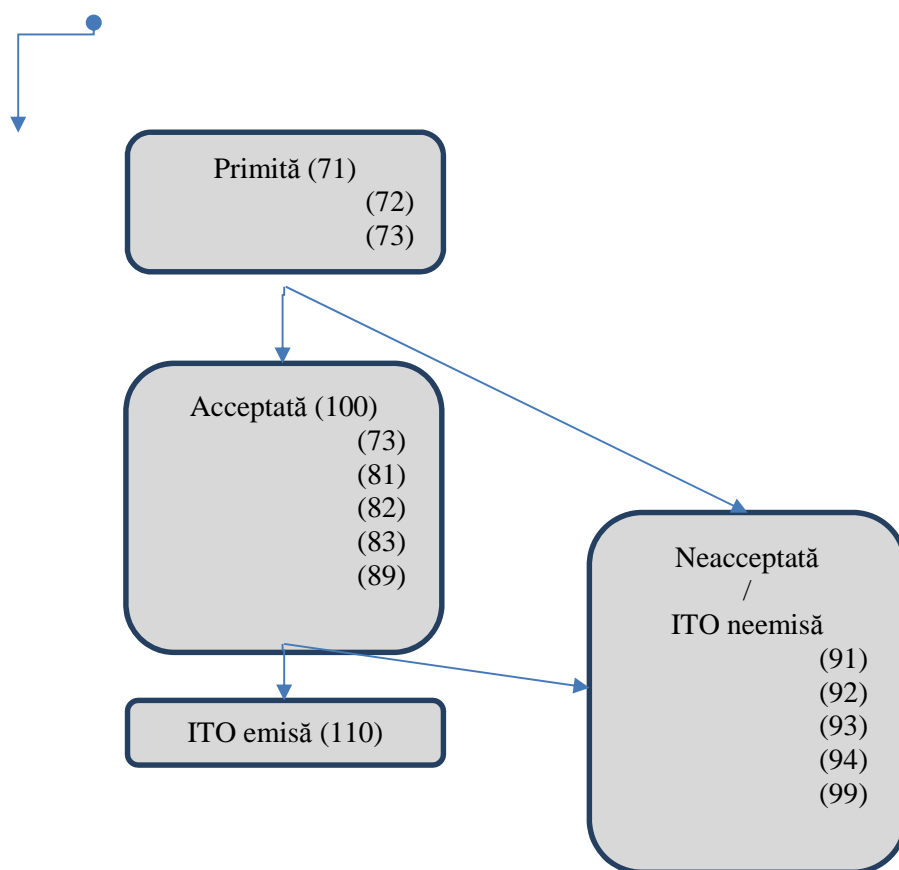 Primită (71)
(72)
(73)
Acceptată (100)
(73)
(81)
(82)
(83)
(89)
Neacceptată
/
ITO neemisă
(91)
(92)
(93)
(94)
(99)
ITO emisă (110)